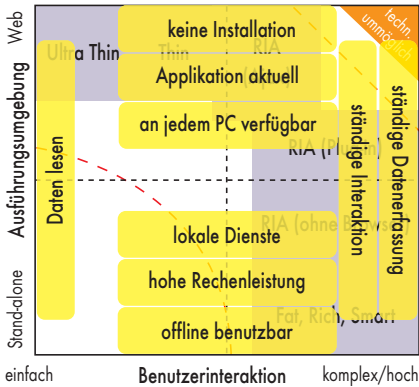 Web
Ausführungsumgebung
Stand-alone
techn.
unmöglich
keine Installation
Ultra Thin
Thin
RIA
Applikation aktuell
an jedem PC verfügbar
RIA (Plug-in)
Daten lesen
ständige Interaktion
ständige Datenerfassung
lokale Dienste
RIA (ohne Browser)
hohe Rechenleistung
Fat, Rich, Smart
offline benutzbar
einfach
Benutzerinteraktion
komplex/hoch